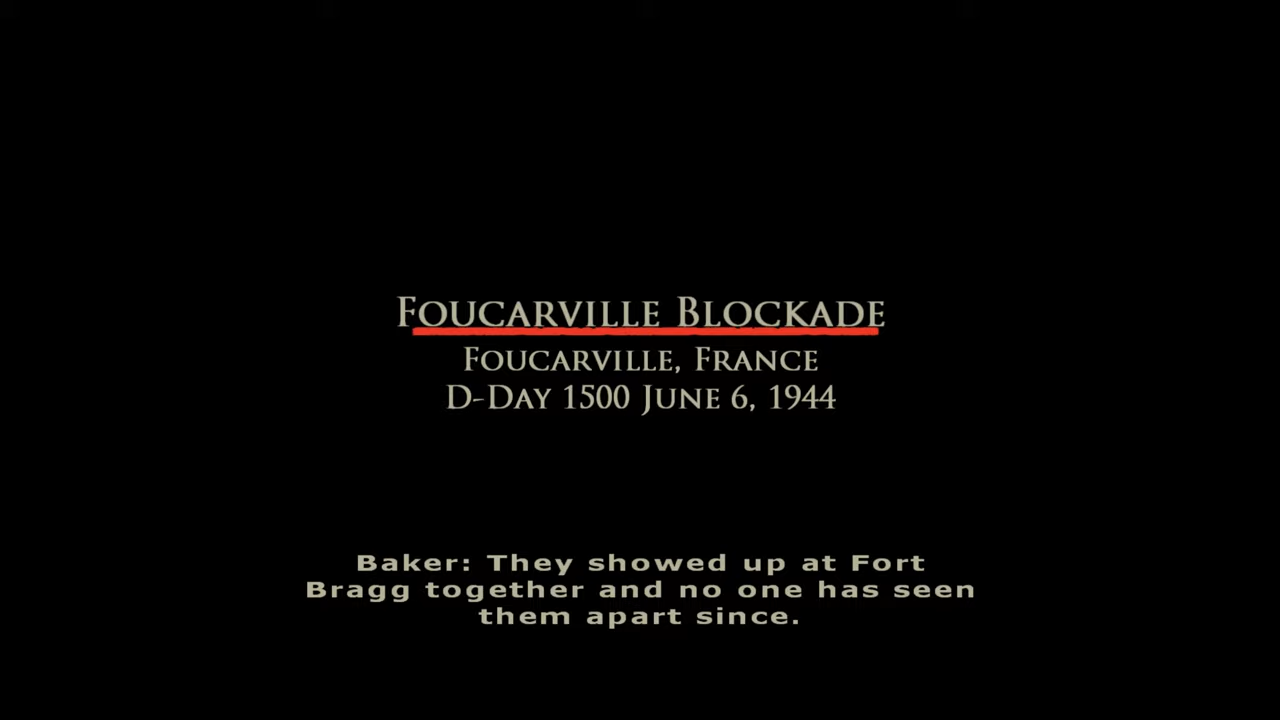 Foucarville Blockade
Foucarville, France
D-Day 1500 June 6, 1944
Baker: They showed up at Fort
Bragg together and no one has seen
them apart since.